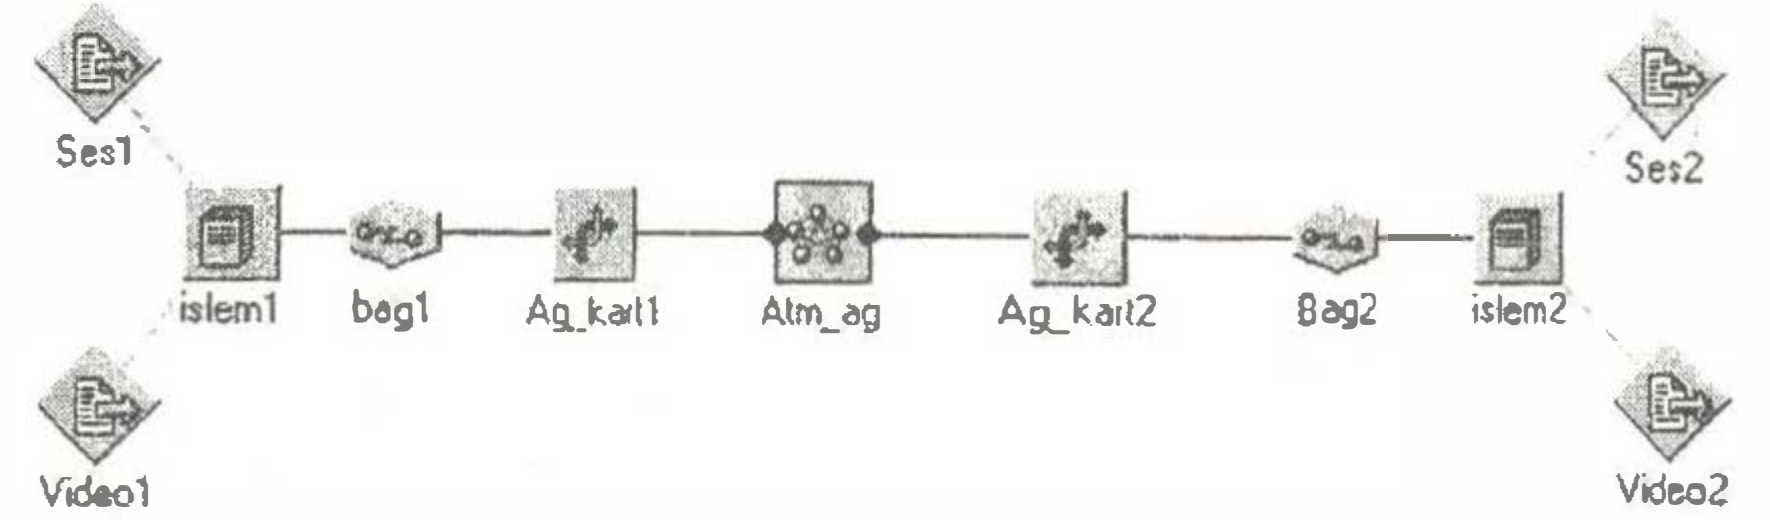 Ses1
Ses2
islem1
bag1
Ag_kart1
Atm_ag
Ag_kart2
Bag2
islem2
Video1
Video2